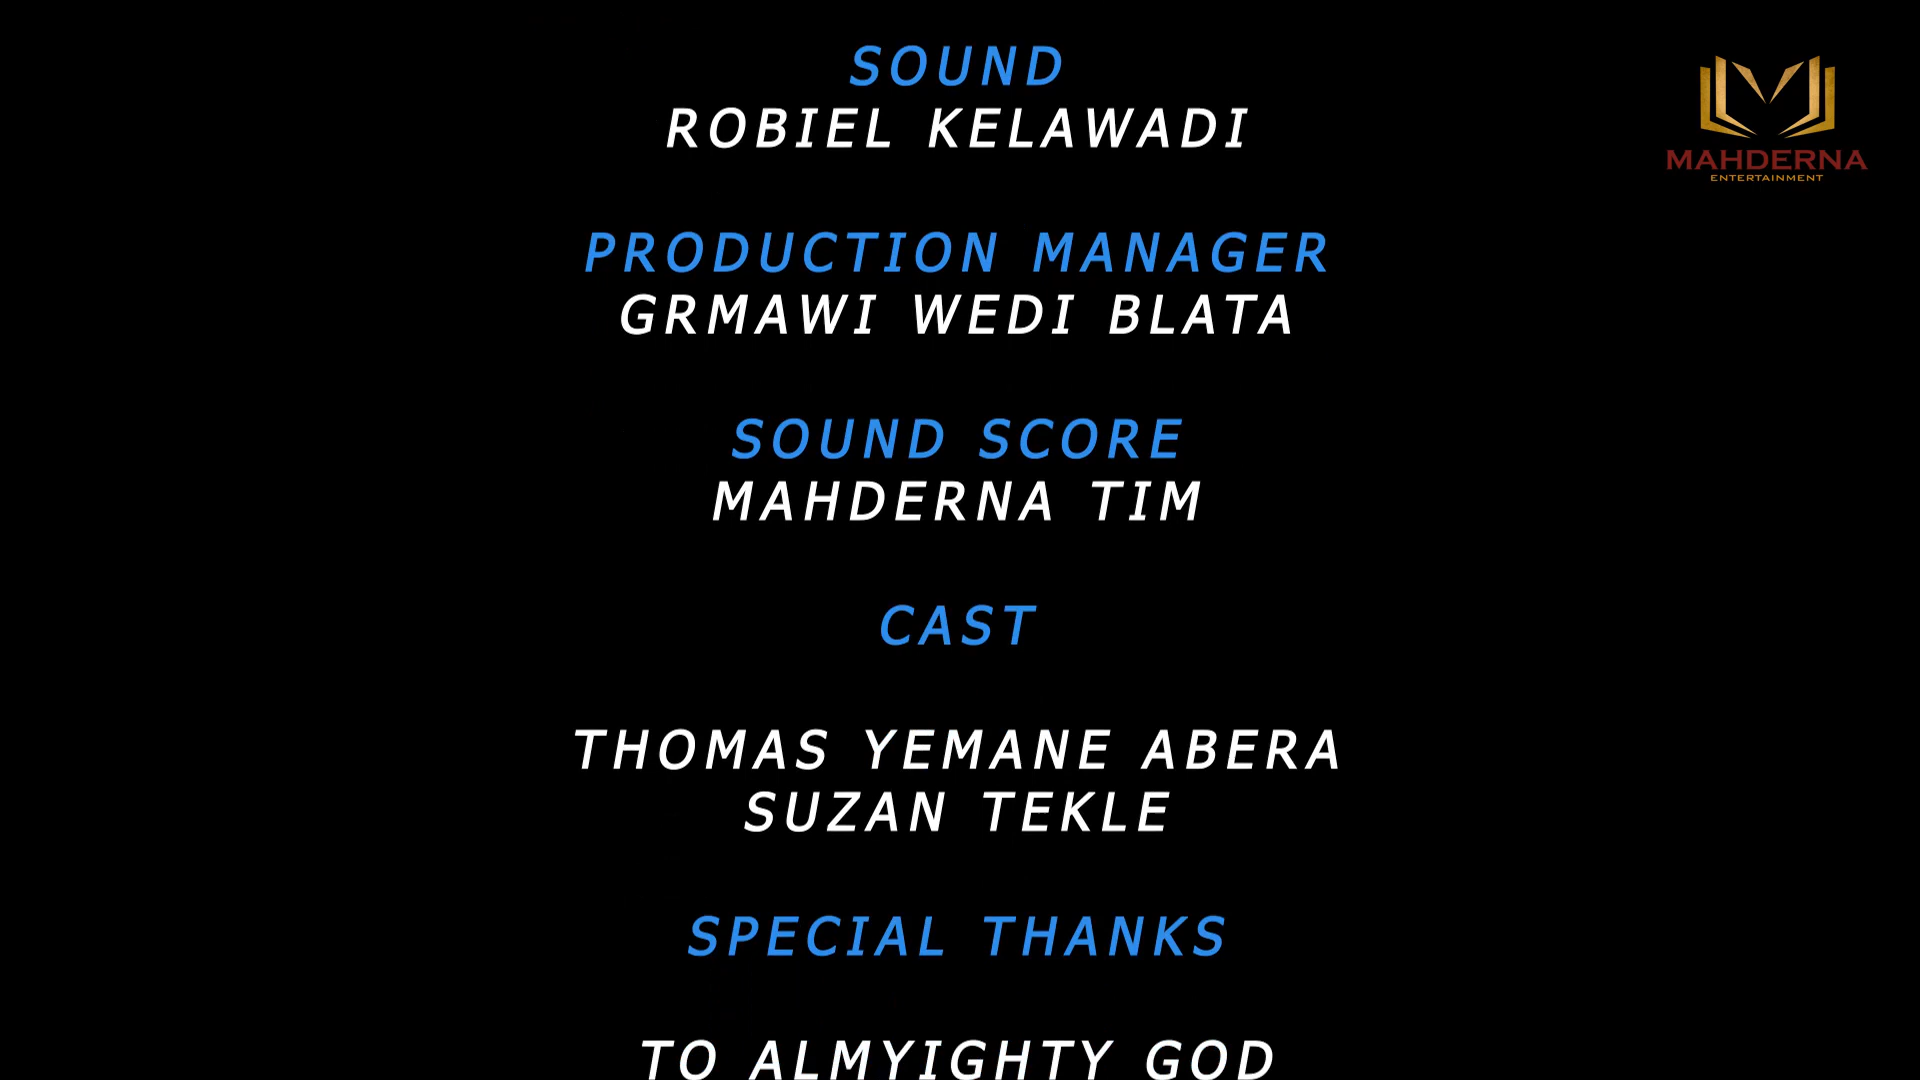 SOUND
ROBIEL KELAWADI
MAHDERNA
ENTERTAINMENT
PRODUCTION MANAGER
GRMAWI WEDI BLATA
SOUND SCORE
MAHDERNA TIM
CAST
THOMAS YEMANE ABERA
SUZAN TEKLE
SPECIAL THANKS
TO ALMYIGHTY GOD